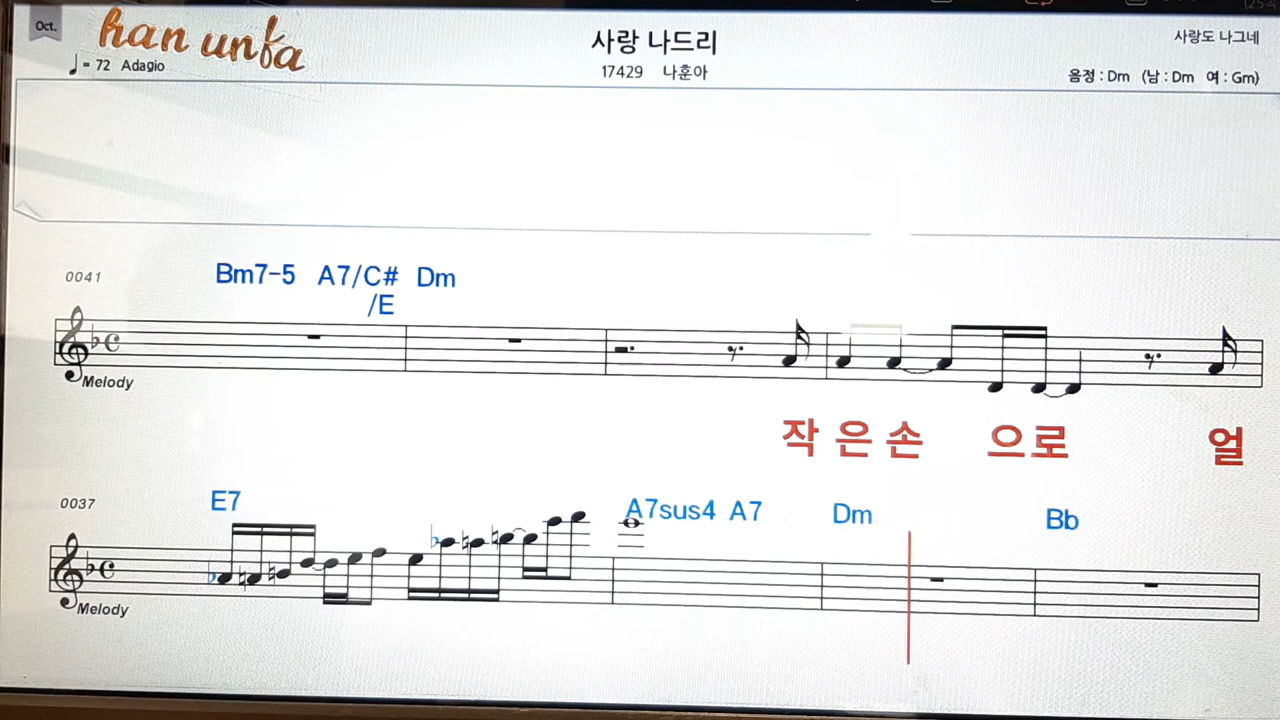 Oct.
han unfa
♩ = 72 Adagio
사랑 나드리
17429 나훈아
사랑도 나그네
음정 : Dm (남 : Dm 여 : Gm)
0041
Bm7-5 A7/C# Dm
/E
Melody
작 은 손 으로 얼
0037
E7 A7sus4 A7 Dm Bb
Melody